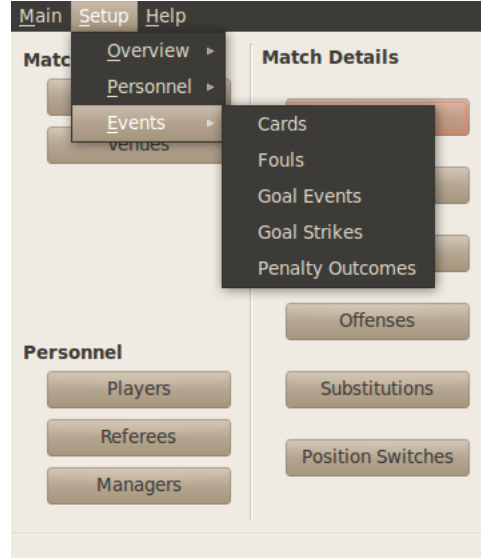 Main Setup Help
Overview
Personnel
Events
Cards
Fouls
Goal Events
Goal Strikes
Penalty Outcomes
Venues
Match Details
Offenses
Substitutions
Position Switches
Personnel
Players
Referees
Managers